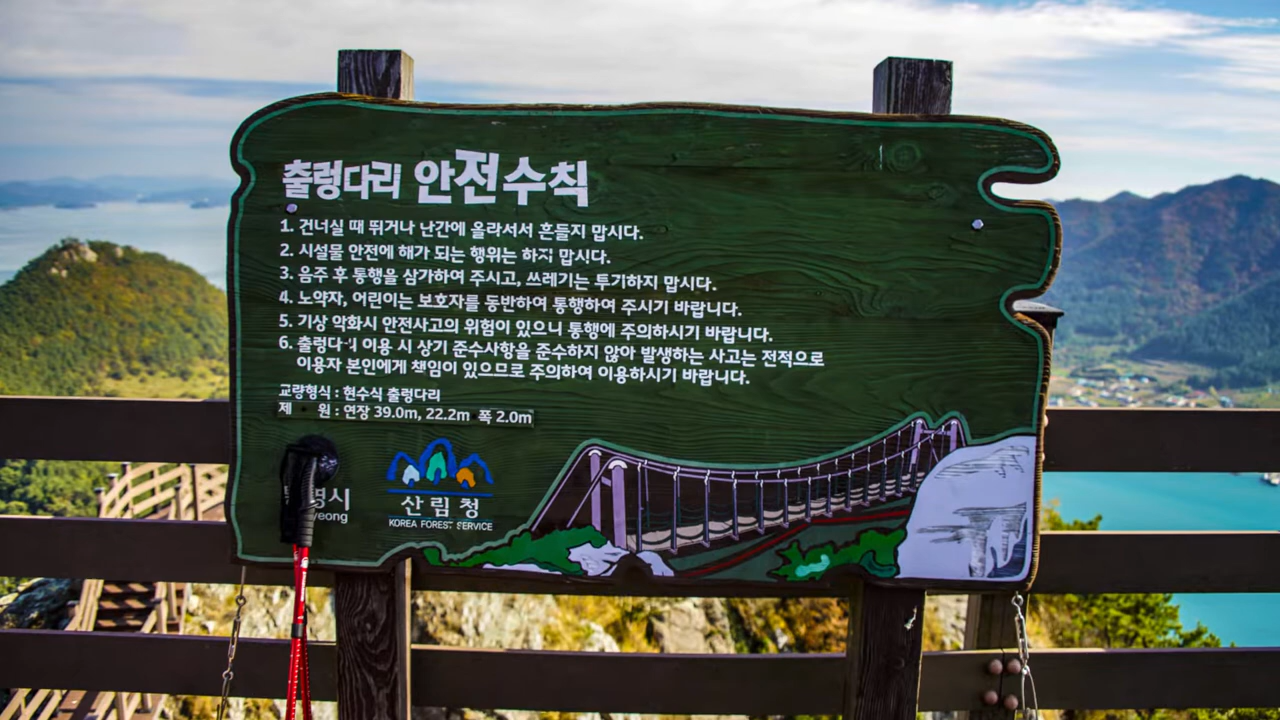 출렁다리 안전수칙
1. 건너실 때 뛰거나 난간에 올라서서 흔들지 맙시다.
2. 시설물 안전에 해가 되는 행위는 하지 맙시다.
3. 음주 후 통행을 삼가하여 주시고, 쓰레기는 투기하지 맙시다.
4. 노약자, 어린이는 보호자를 동반하여 통행하여 주시기 바랍니다.
5. 기상 악화시 안전사고의 위험이 있으니 통행에 주의하시기 바랍니다.
6. 출렁다리 이용 시 상기 준수사항을 준수하지 않아 발생하는 사고는 전적으로
이용자 본인에게 책임이 있으므로 주의하여 이용하시기 바랍니다.
교량형식 : 현수식 출렁다리
제 원 : 연장 39.0m, 22.2m 폭 2.0m
산림청
KOREA FOREST SERVICE